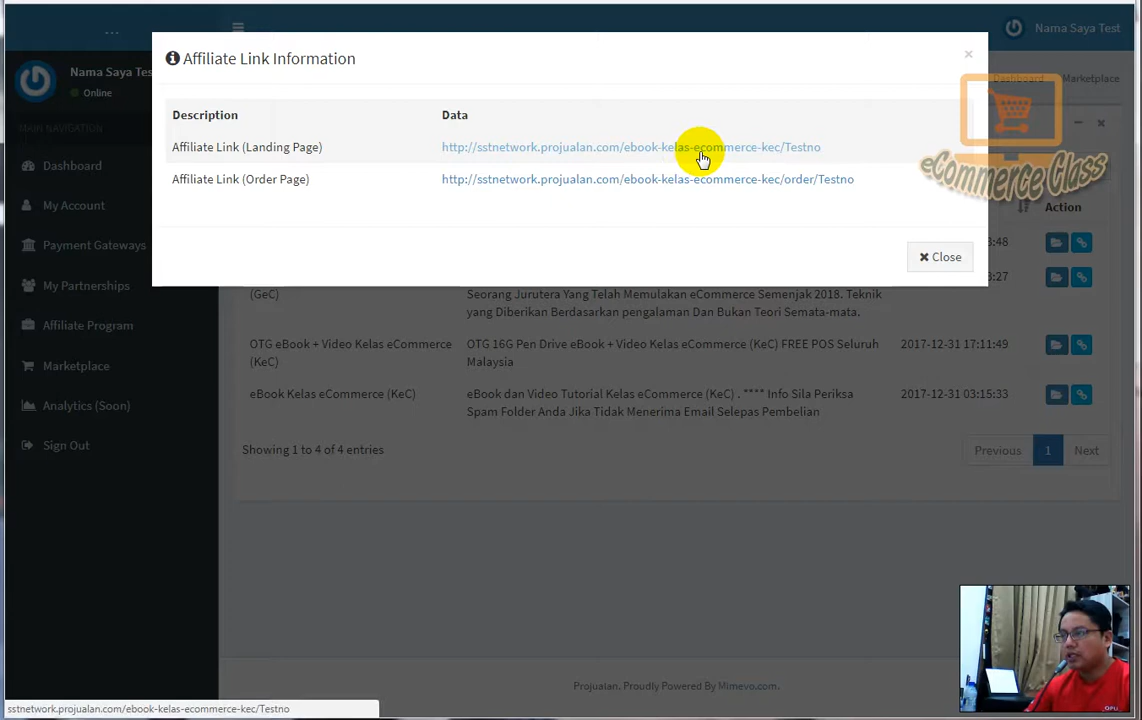 ...
Nama Saya Test
Affiliate Link Information
×
Nama Saya Tes
Online
Dashboard
Marketplace
Description
Data
MAIN NAVIGATION
Affiliate Link (Landing Page)
http://sstnetwork.projualan.com/ebook-kelas-ecommerce-kec/Testno
Affiliate Link (Order Page)
http://sstnetwork.projualan.com/ebook-kelas-ecommerce-kec/order/Testno
eCommerce Class
Dashboard
My Account
Payment Gateways
My Partnerships
Affiliate Program
Marketplace
Analytics (Soon)
Sign Out
Action
Close
3:48
3:27
(GeC)
Seorang Jurutera Yang Telah Memulakan eCommerce Semenjak 2018. Teknik
yang Diberikan Berdasarkan pengalaman Dan Bukan Teori Semata-mata.
OTG eBook + Video Kelas eCommerce
(KeC)
OTG 16G Pen Drive eBook + Video Kelas eCommerce (KeC) FREE POS Seluruh
Malaysia
2017-12-31 17:11:49
eBook Kelas eCommerce (KeC)
eBook dan Video Tutorial Kelas eCommerce (KeC) . **** Info Sila Periksa
Spam Folder Anda Jika Tidak Menerima Email Selepas Pembelian
2017-12-31 03:15:33
Showing 1 to 4 of 4 entries
Previous
1
Next
Projualan. Proudly Powered By Mimevo.com.
sstnetwork.projualan.com/ebook-kelas-ecommerce-kec/Testno